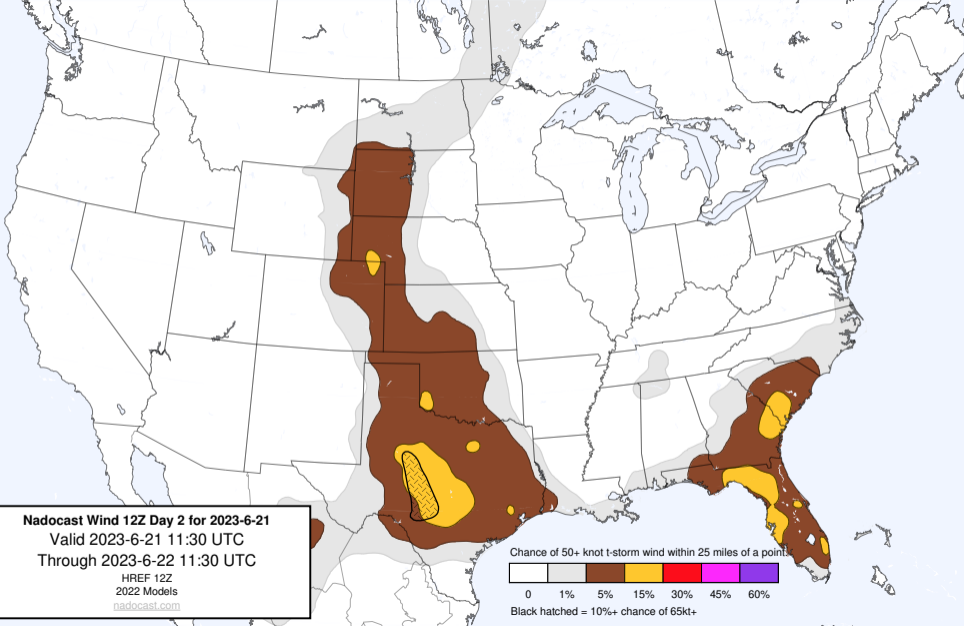 Nadocast Wind 12Z Day 2 for 2023-6-21
Valid 2023-6-21 11:30 UTC
Through 2023-6-22 11:30 UTC
HREF 12Z
2022 Models
nadocast.com
Chance of 50+ knot t-storm wind within 25 miles of a point.
0 1% 5% 15% 30% 45% 60%
Black hatched = 10%+ chance of 65kt+